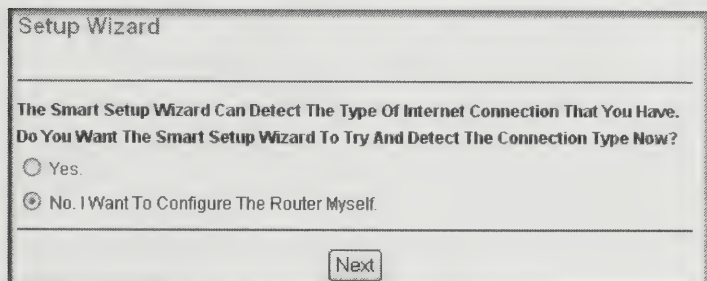 Setup Wizard
The Smart Setup Wizard Can Detect The Type Of Internet Connection That You Have.
Do You Want The Smart Setup Wizard To Try And Detect The Connection Type Now?
Yes.
No. I Want To Configure The Router Myself.
Next